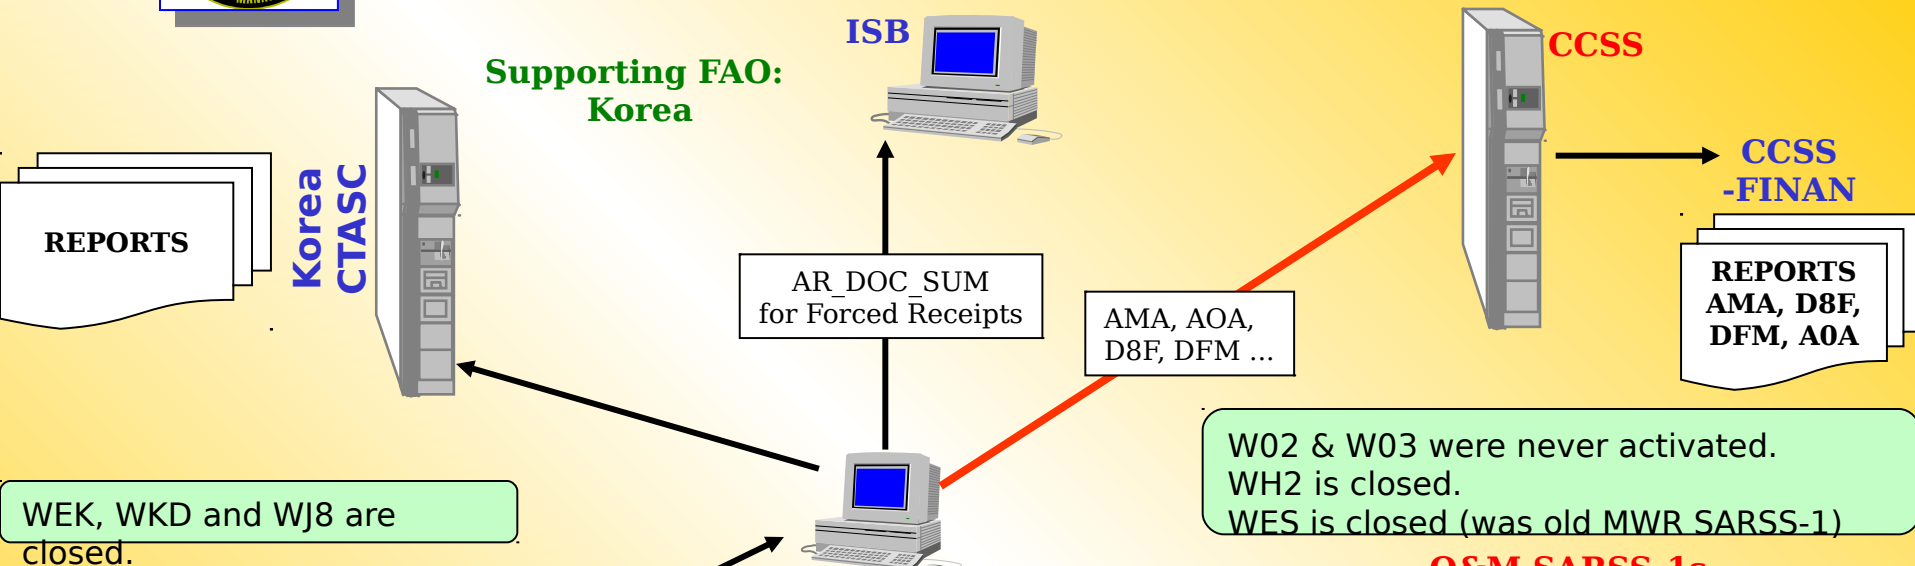 ISB
CCSS
Supporting FAO:
Korea
CCSS
-FINAN
Korea
CTASC
REPORTS
REPORTS
AMA, D8F,
DFM, A0A
AR_DOC_SUM
for Forced Receipts
AMA, AOA,
D8F, DFM ...
W02 & W03 were never activated.
WH2 is closed.
WES is closed (was old MWR SARSS-1)
WEK, WKD and WJ8 are
closed.
O&M SARSS-1s